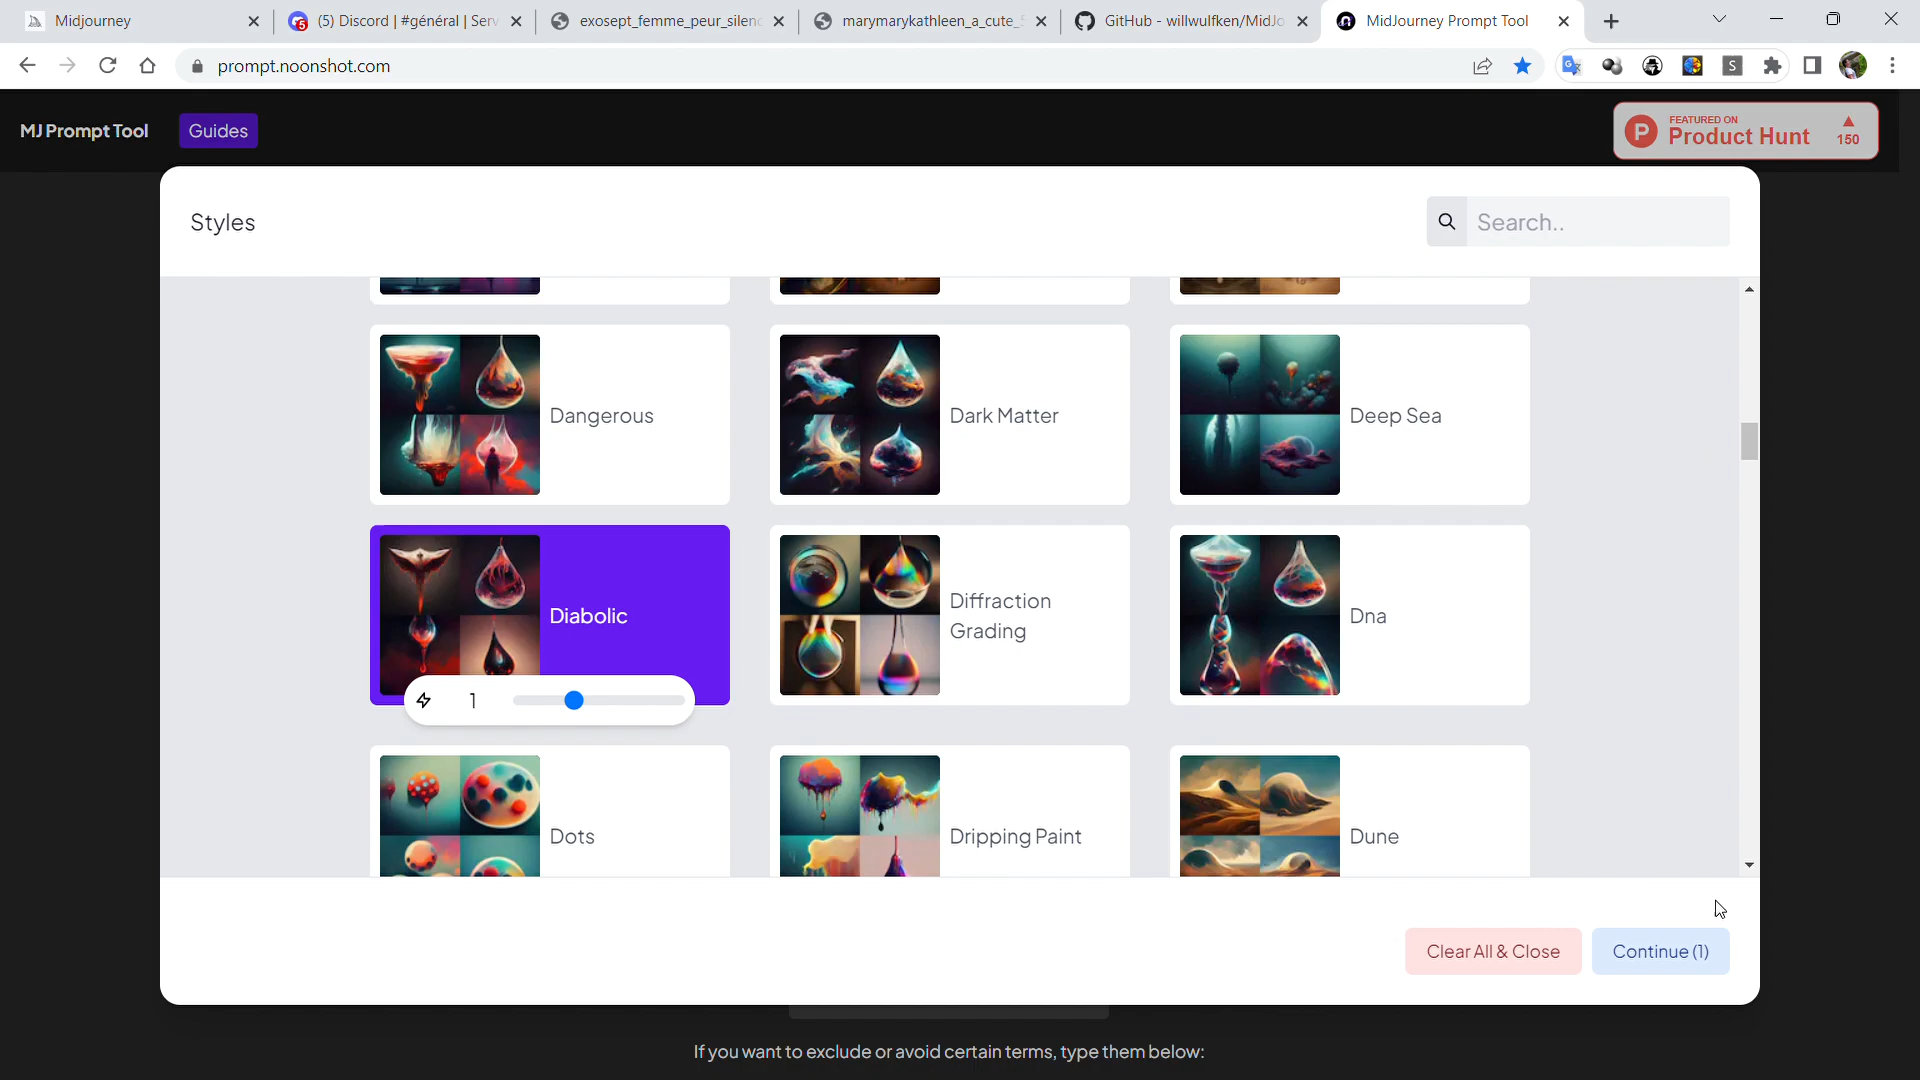 Midjourney
(5) Discord | #général | Serv
exosept_femme_peur_silenc
marymarykathleen_a_cute_
GitHub - willwulfken/MidJo
MidJourney Prompt Tool
prompt.noonshot.com
S
MJ Prompt Tool
Guides
P
FEATURED ON
Product Hunt
150
Styles
Search..
Dangerous
Dark Matter
Deep Sea
Diabolic
Diffraction
Grading
Dna
1
Dots
Dripping Paint
Dune
Clear All & Close
Continue (1)
If you want to exclude or avoid certain terms, type them below: